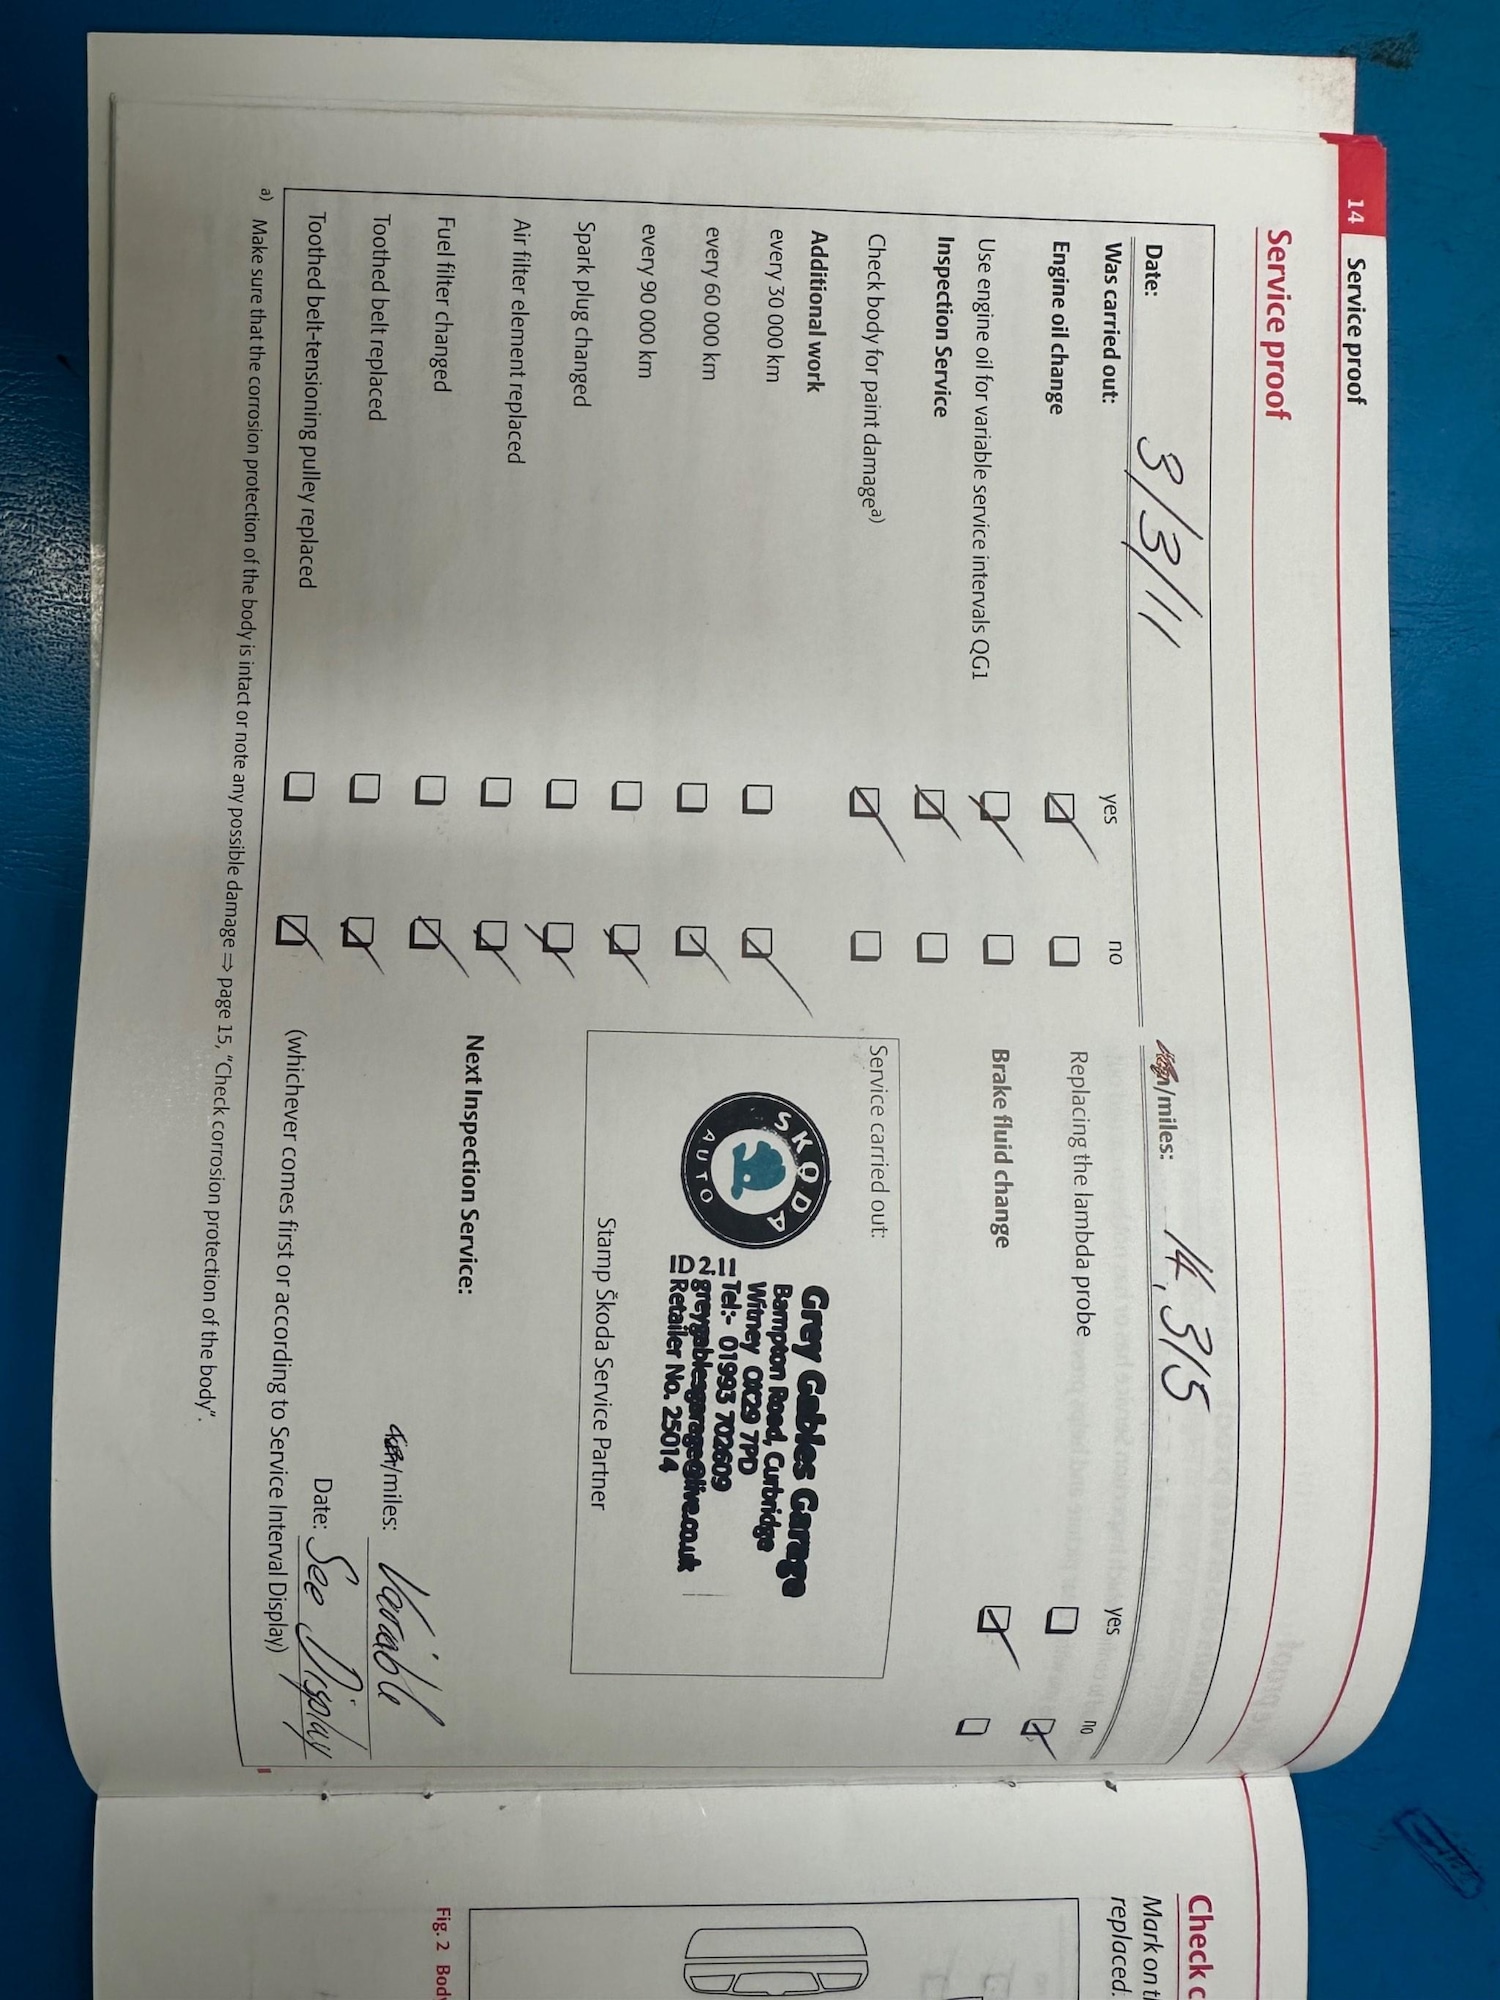 14 Service proof
Service proof
Date: 3/3/11 /miles: 14,315
Was carried out: yes no yes no
Engine oil change Replacing the lambda probe
Use engine oil for variable service intervals QG1 Brake fluid change
Inspection Service
Check body for paint damage a) Service carried out:
Additional work
every 30 000 km
every 60 000 km
every 90 000 km
Spark plug changed
Air filter element replaced
Fuel filter changed
Toothed belt replaced
Toothed belt-tensioning pulley replaced
SKODA
AUTO
Grey Gables Garage
Bampton Road, Curbridge
Witney OX29 7PD
Tel:- 01993 702609
greygablesgarage@live.co.uk
Retailer No. 25014
Stamp Škoda Service Partner
Next Inspection Service:
km/miles: Variable
Date: See Display
(whichever comes first or according to Service Interval Display)
a) Make sure that the corrosion protection of the body is intact or note any possible damage ⇒ page 15, "Check corrosion protection of the body".
Check c
Mark on t
replaced.
Fig. 2 Body